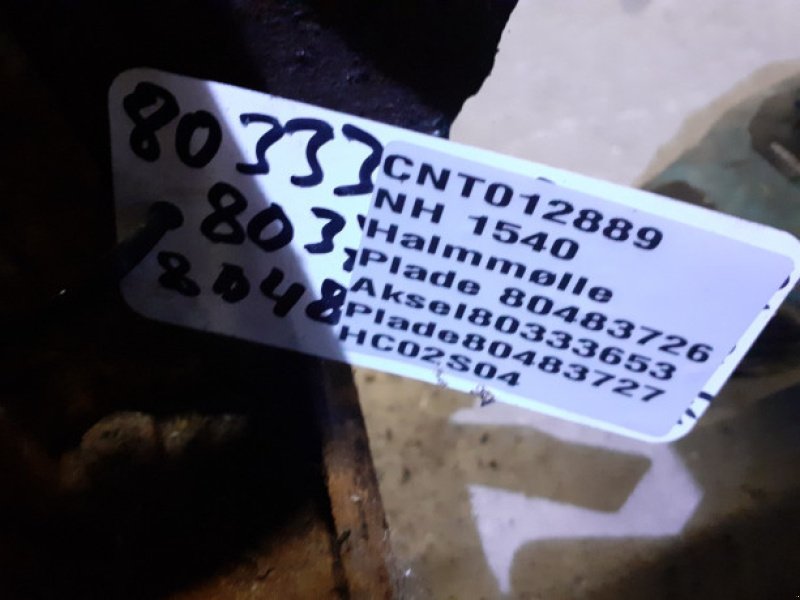 80333
803
8048
CNT012889
NH 1540
Halmmølle
Plade 80483726
Aksel80333653
Plade80483727
HC02S04